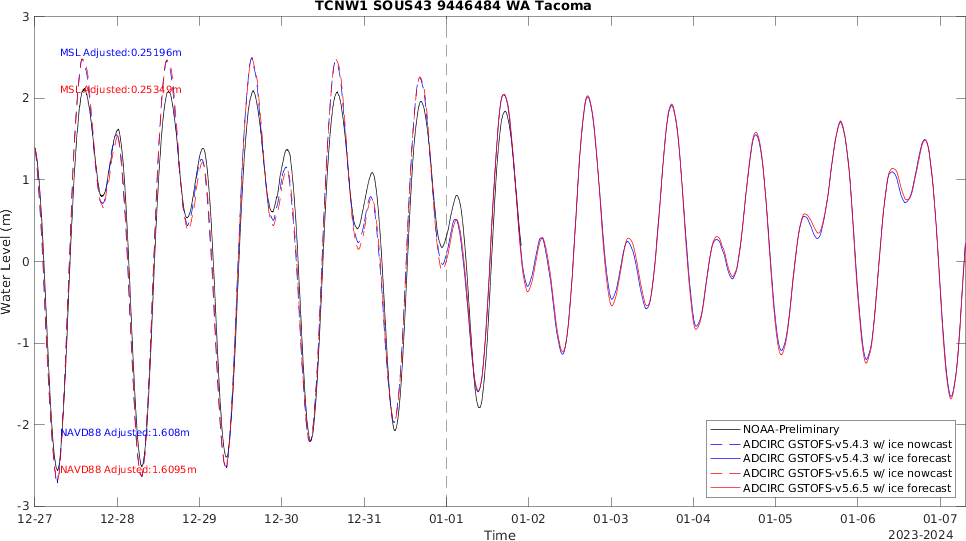 TCNW1 SOUS43 9446484 WA Tacoma
Water Level (m)
3
2
1
0
-1
-2
-3
MSL Adjusted:0.25196m
MSL Adjusted:0.25349m
NAVD88 Adjusted:1.608m
NAVD88 Adjusted:1.6095m
NOAA-Preliminary
ADCIRC GSTOFS-v5.4.3 w/ ice nowcast
ADCIRC GSTOFS-v5.4.3 w/ ice forecast
ADCIRC GSTOFS-v5.6.5 w/ ice nowcast
ADCIRC GSTOFS-v5.6.5 w/ ice forecast
12-27 12-28 12-29 12-30 12-31 01-01 01-02 01-03 01-04 01-05 01-06 01-07
Time
2023-2024